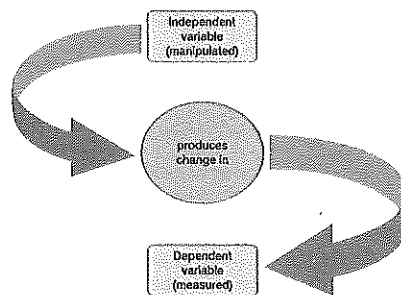 Independent
variable
(manipulated)
produces
change in
Dependent
variable
(measured)